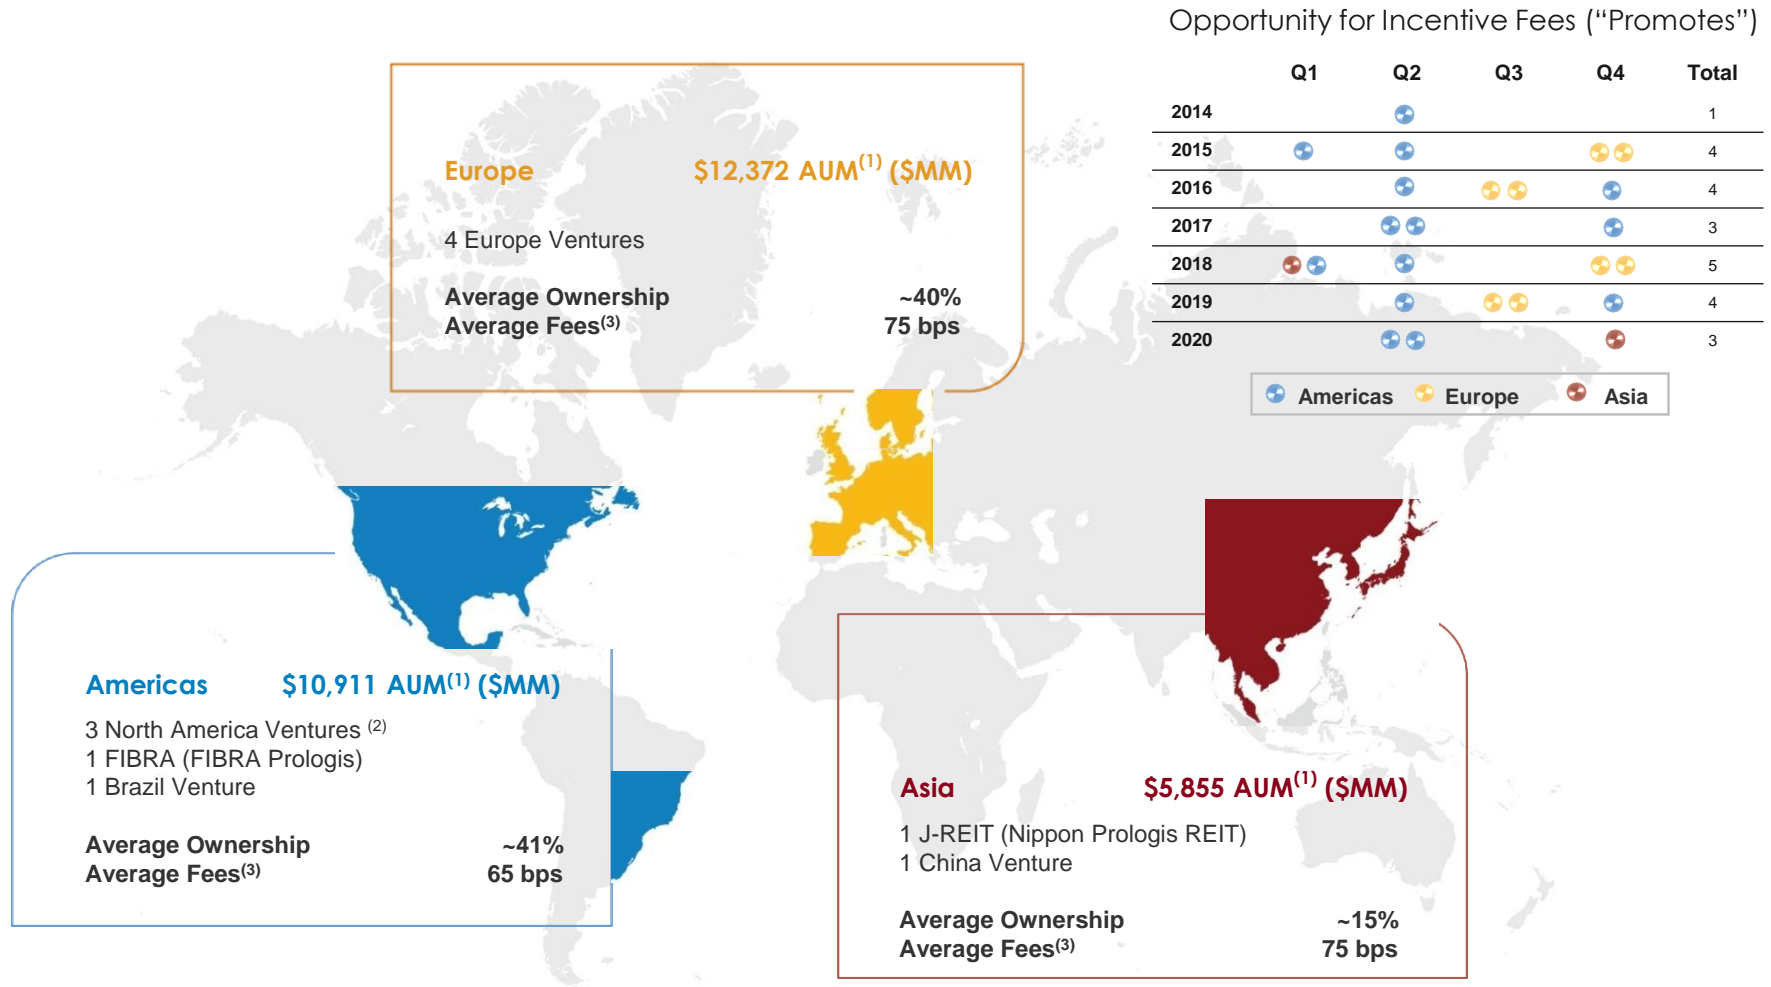 Opportunity for Incentive Fees (“Promotes”)
Q1 Q2 Q3 Q4 Total
2014 1
2015 4
2016 4
2017 3
2018 5
2019 4
2020 3
Americas Europe Asia
Europe $12,372 AUM(1) ($MM)
4 Europe Ventures
Average Ownership ~40%
Average Fees(3) 75 bps
Americas $10,911 AUM(1) ($MM)
3 North America Ventures (2)
1 FIBRA (FIBRA Prologis)
1 Brazil Venture
Average Ownership ~41%
Average Fees(3) 65 bps
Asia $5,855 AUM(1) ($MM)
1 J-REIT (Nippon Prologis REIT)
1 China Venture
Average Ownership ~15%
Average Fees(3) 75 bps